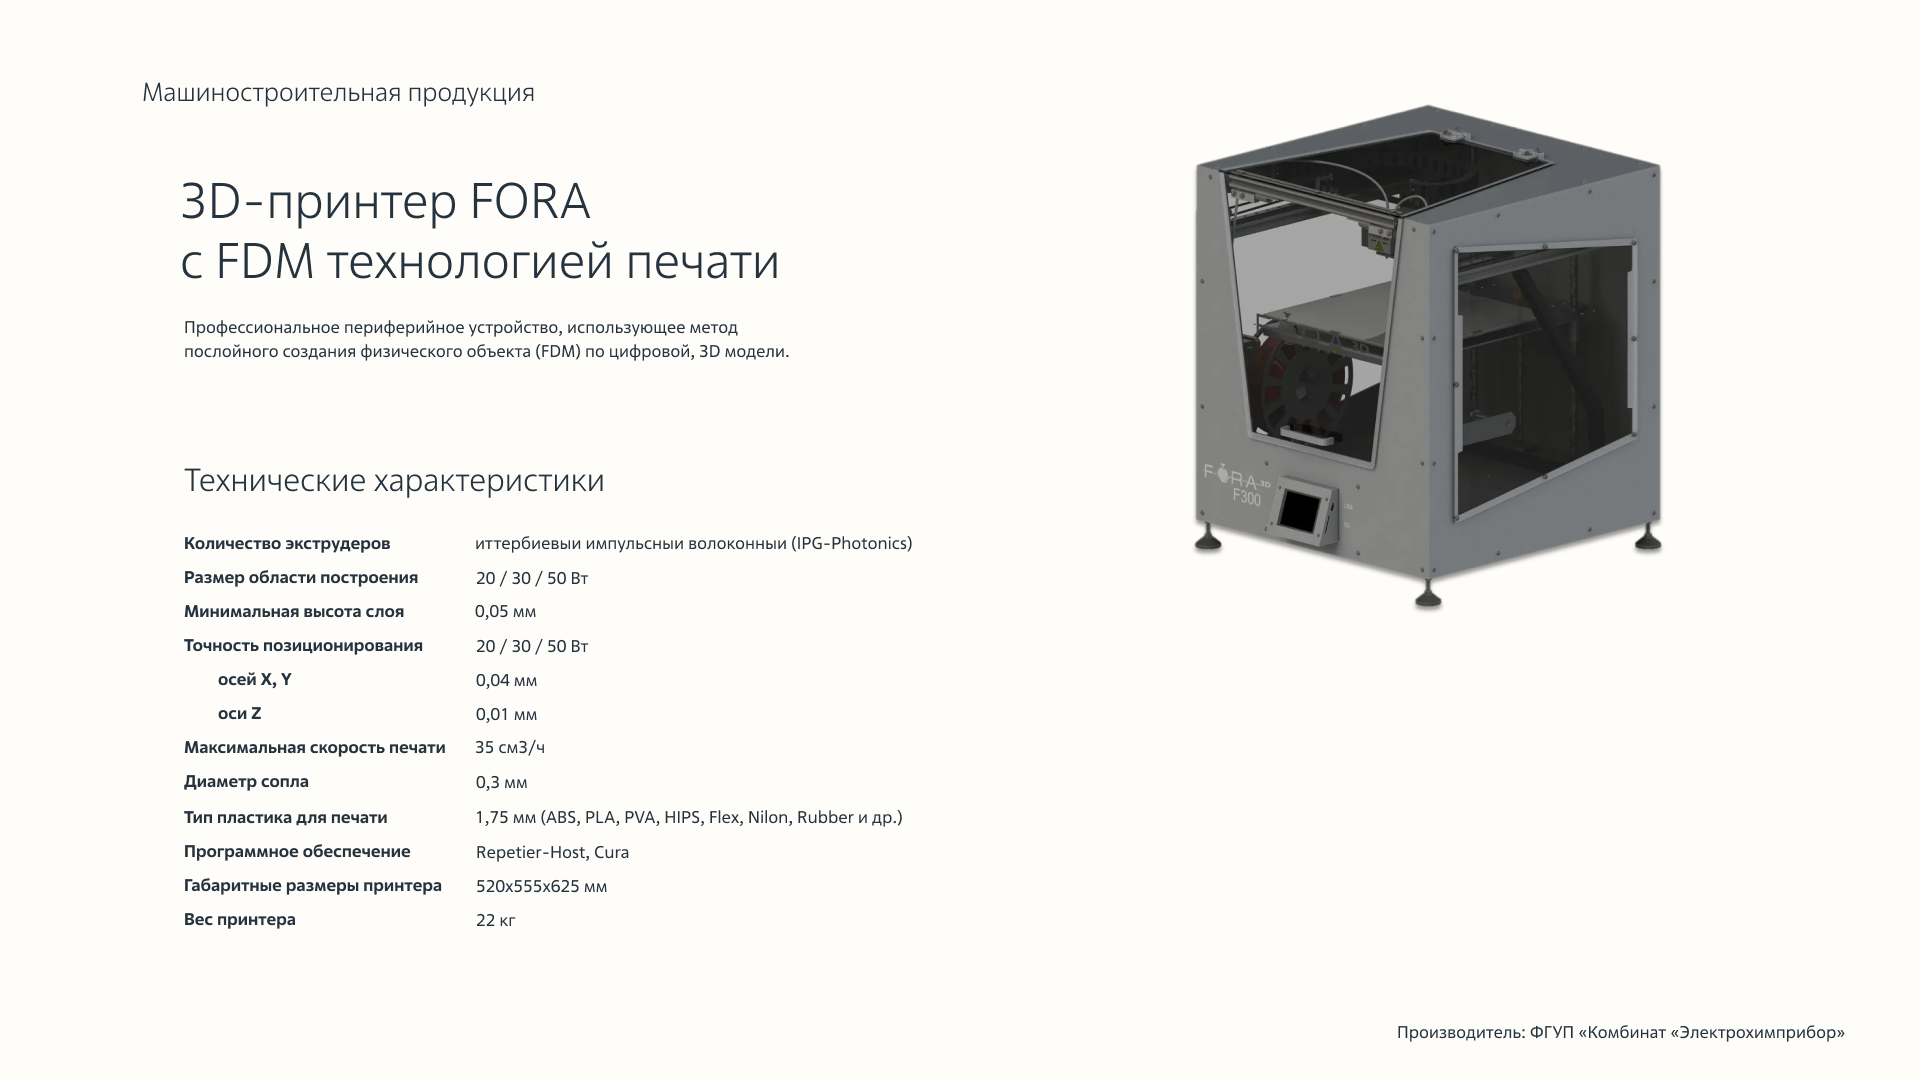 Машиностроительная продукция
3D-принтер FORA
с FDM технологией печати
Профессиональное периферийное устройство, использующее метод
послойного создания физического объекта (FDM) по цифровой, 3D модели.
Технические характеристики
Количество экструдеров иттербиевыи импульсныи волоконныи (IPG-Photonics)
Размер области построения 20 / 30 / 50 Вт
Минимальная высота слоя 0,05 мм
Точность позиционирования 20 / 30 / 50 Вт
осей X, Y 0,04 мм
оси Z 0,01 мм
Максимальная скорость печати 35 см3/ч
Диаметр сопла 0,3 мм
Тип пластика для печати 1,75 мм (ABS, PLA, PVA, HIPS, Flex, Nilon, Rubber и др.)
Программное обеспечение Repetier-Host, Cura
Габаритные размеры принтера 520x555x625 мм
Вес принтера 22 кг
FORA 3D
F300
Производитель: ФГУП «Комбинат «Электрохимприбор»